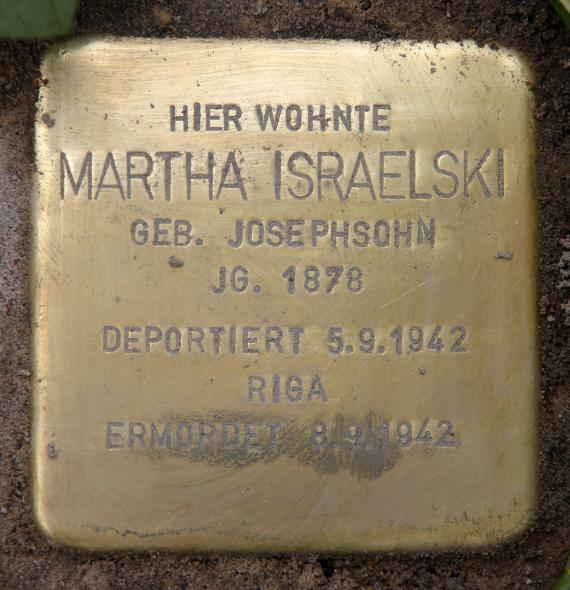 HIER WOHNTE
MARTHA ISRAELSKI
GEB. JOSEPHSOHN
JG. 1878
DEPORTIERT 5.9.1942
RIGA
ERMORDET 8.9.1942